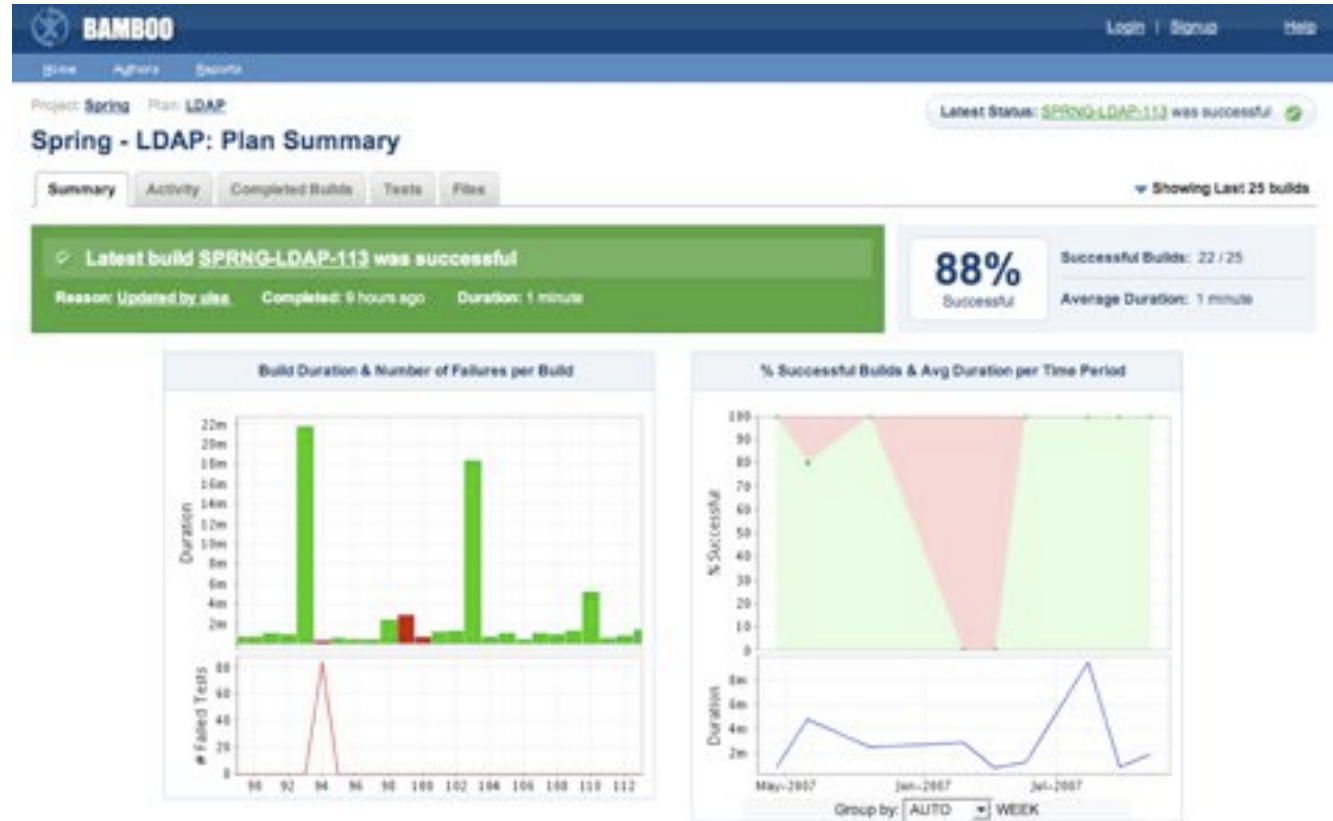 BAMBOO
Login | Signup Help
Home Authors Reports
Project: Spring Plan: LDAP
Latest Status: SPRNG-LDAP-113 was successful
Spring - LDAP: Plan Summary
Summary Activity Completed Builds Tests Files
Showing Last 25 builds
Latest build SPRNG-LDAP-113 was successful
Reason: Updated by ulsa Completed: 9 hours ago Duration: 1 minute
88%
Successful
Successful Builds: 22 / 25
Average Duration: 1 minute
Build Duration & Number of Failures per Build
22m
20m
18m
16m
14m
12m
10m
8m
6m
4m
2m
Duration
80
60
40
20
0
# Failed Tests
90 92 94 96 98 100 102 104 106 108 110 112
% Successful Builds & Avg Duration per Time Period
100
90
80
70
60
50
40
30
20
10
0
% Successful
8m
6m
4m
2m
Duration
May-2007 Jun-2007 Jul-2007
Group by: AUTO WEEK